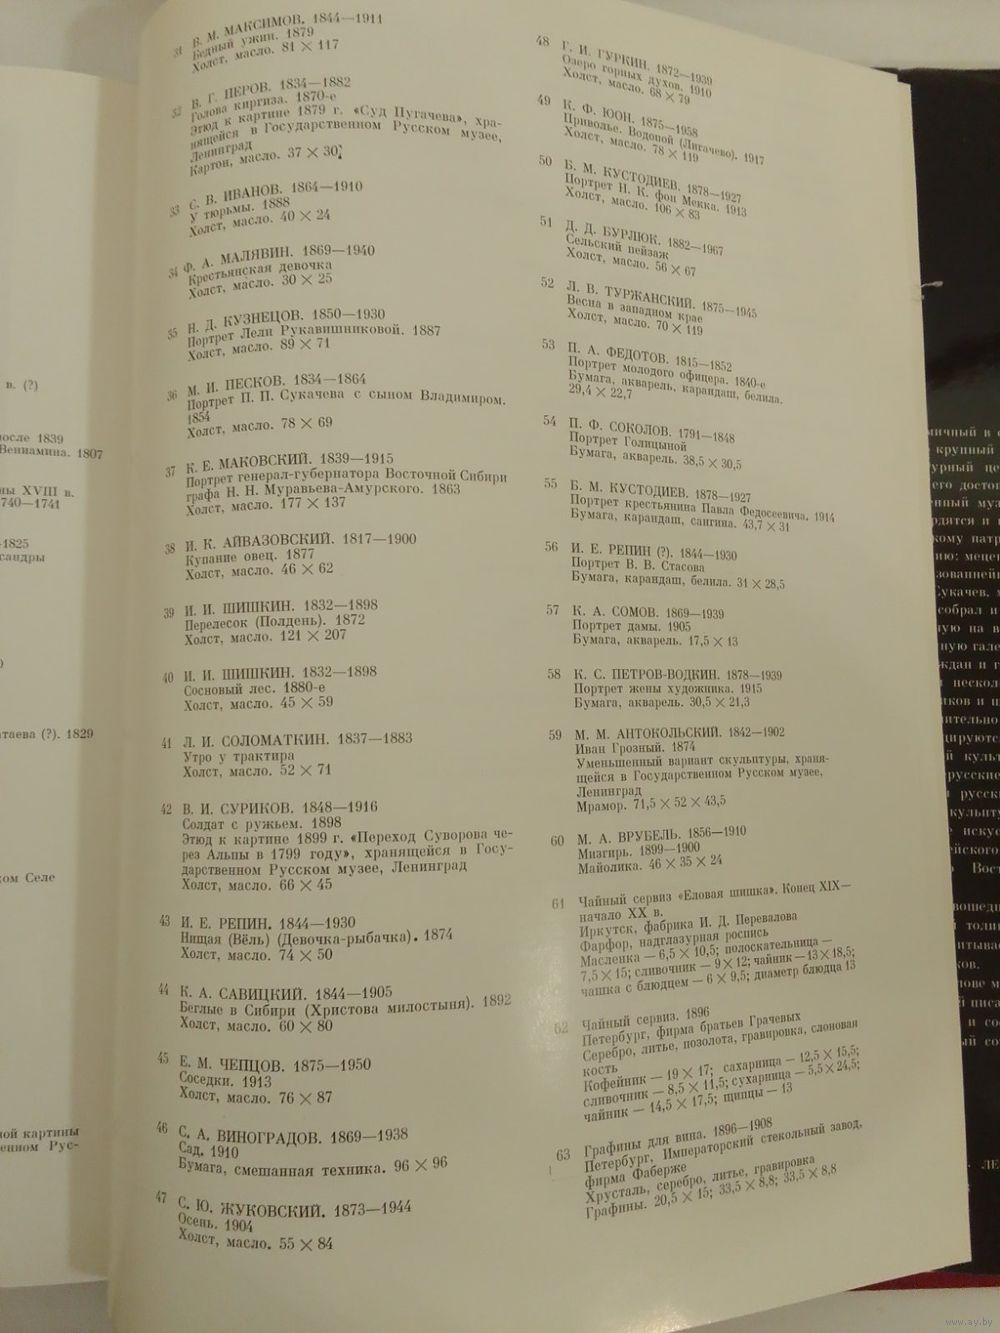 в. (?)
после 1839
Вениамина. 1807
ны XVIII в.
1740—1741
1825
сандры
таева (?). 1829
ком Селе
ной картины
енном Рус-
31 В. М. МАКСИМОВ. 1844—1911
Бедный ужин. 1879
Холст, масло. 81 × 117
32 В. Г. ПЕРОВ. 1834—1882
Голова киргиза. 1870-е
Этюд к картине 1879 г. «Суд Пугачева», хра-
нящейся в Государственном Русском музее,
Ленинград
Картон, масло. 37 × 30
33 С. В. ИВАНОВ. 1864—1910
У тюрьмы. 1888
Холст, масло. 40 × 24
34 Ф. А. МАЛЯВИН. 1869—1940
Крестьянская девочка
Холст, масло. 30 × 25
35 Н. Д. КУЗНЕЦОВ. 1850—1930
Портрет Лели Рукавишниковой. 1887
Холст, масло. 89 × 71
36 М. И. ПЕСКОВ. 1834—1864
Портрет П. П. Сукачева с сыном Владимиром.
1854
Холст, масло. 78 × 69
37 К. Е. МАКОВСКИЙ. 1839—1915
Портрет генерал-губернатора Восточной Сибири
графа Н. Н. Муравьева-Амурского. 1863
Холст, масло. 177 × 137
38 И. К. АЙВАЗОВСКИЙ. 1817—1900
Купание овец. 1877
Холст, масло. 46 × 62
39 И. И. ШИШКИН. 1832—1898
Перелесок (Полдень). 1872
Холст, масло. 121 × 207
40 И. И. ШИШКИН. 1832—1898
Сосновый лес. 1880-е
Холст, масло. 45 × 59
41 Л. И. СОЛОМАТКИН. 1837—1883
Утро у трактира
Холст, масло. 52 × 71
42 В. И. СУРИКОВ. 1848—1916
Солдат с ружьем. 1898
Этюд к картине 1899 г. «Переход Суворова че-
рез Альпы в 1799 году», хранящейся в Госу-
дарственном Русском музее, Ленинград
Холст, масло. 66 × 45
43 И. Е. РЕПИН. 1844—1930
Нищая (Вёль) (Девочка-рыбачка). 1874
Холст, масло. 74 × 50
44 К. А. САВИЦКИЙ. 1844—1905
Беглые в Сибири (Христова милостыня). 1892
Холст, масло. 60 × 80
45 Е. М. ЧЕПЦОВ. 1875—1950
Соседки. 1913
Холст, масло. 76 × 87
46 С. А. ВИНОГРАДОВ. 1869—1938
Сад. 1910
Бумага, смешанная техника. 96 × 96
47 С. Ю. ЖУКОВСКИЙ. 1873—1944
Осень. 1904
Холст, масло. 55 × 84
48 Г. И. ГУРКИН. 1872—1939
Озеро горных духов. 1910
Холст, масло. 68 × 79
49 К. Ф. ЮОН. 1875—1958
Приволье. Водопой (Лигачево). 1917
Холст, масло. 78 × 119
50 Б. М. КУСТОДИЕВ. 1878—1927
Портрет Н. К. фон Мекка. 1913
Холст, масло. 106 × 83
51 Д. Д. БУРЛЮК. 1882—1967
Сельский пейзаж
Холст, масло. 56 × 67
52 Л. В. ТУРЖАНСКИЙ. 1875—1945
Весна в западном крае
Холст, масло. 70 × 119
53 П. А. ФЕДОТОВ. 1815—1852
Портрет молодого офицера. 1840-е
Бумага, акварель, карандаш, белила.
29,4 × 22,7
54 П. Ф. СОКОЛОВ. 1791—1848
Портрет Голицыной
Бумага, акварель. 38,5 × 30,5
55 Б. М. КУСТОДИЕВ. 1878—1927
Портрет крестьянина Павла Федосеевича. 1914
Бумага, карандаш, сангина. 43,7 × 31
56 И. Е. РЕПИН (?). 1844—1930
Портрет В. В. Стасова
Бумага, карандаш, белила. 31 × 28,5
57 К. А. СОМОВ. 1869—1939
Портрет дамы. 1905
Бумага, акварель. 17,5 × 13
58 К. С. ПЕТРОВ-ВОДКИН. 1878—1939
Портрет жены художника. 1915
Бумага, акварель. 30,5 × 21,3
59 М. М. АНТОКОЛЬСКИЙ. 1842—1902
Иван Грозный. 1874
Уменьшенный вариант скульптуры, храня-
щейся в Государственном Русском музее,
Ленинград
Мрамор. 71,5 × 52 × 43,5
60 М. А. ВРУБЕЛЬ. 1856—1910
Мизгирь. 1899—1900
Майолика. 46 × 35 × 24
61 Чайный сервиз «Еловая шишка». Конец XIX—
начало XX в.
Иркутск, фабрика И. Д. Перевалова
Фарфор, надглазурная роспись
Масленка — 6,5 × 10,5; полоскательница —
7,5 × 15; сливочник — 9 × 12; чайник — 13 × 18,5;
чашка с блюдцем — 6 × 9,5; диаметр блюдца 13
62 Чайный сервиз. 1896
Петербург, фирма братьев Грачевых
Серебро, литье, позолота, гравировка, слоновая
кость
Кофейник — 19 × 17; сахарница — 12,5 × 15,5;
сливочник — 8,5 × 11,5; сухарница — 5,5 × 24,5;
чайник — 14,5 × 17,5; щипцы — 13
63 Графины для вина. 1896—1908
Петербург, Императорский стекольный завод,
фирма Фаберже
Хрусталь, серебро, литье, гравировка
Графины. 20,5 × 15; 33,5 × 8,8; 33,5 × 8,8
www.ay.by